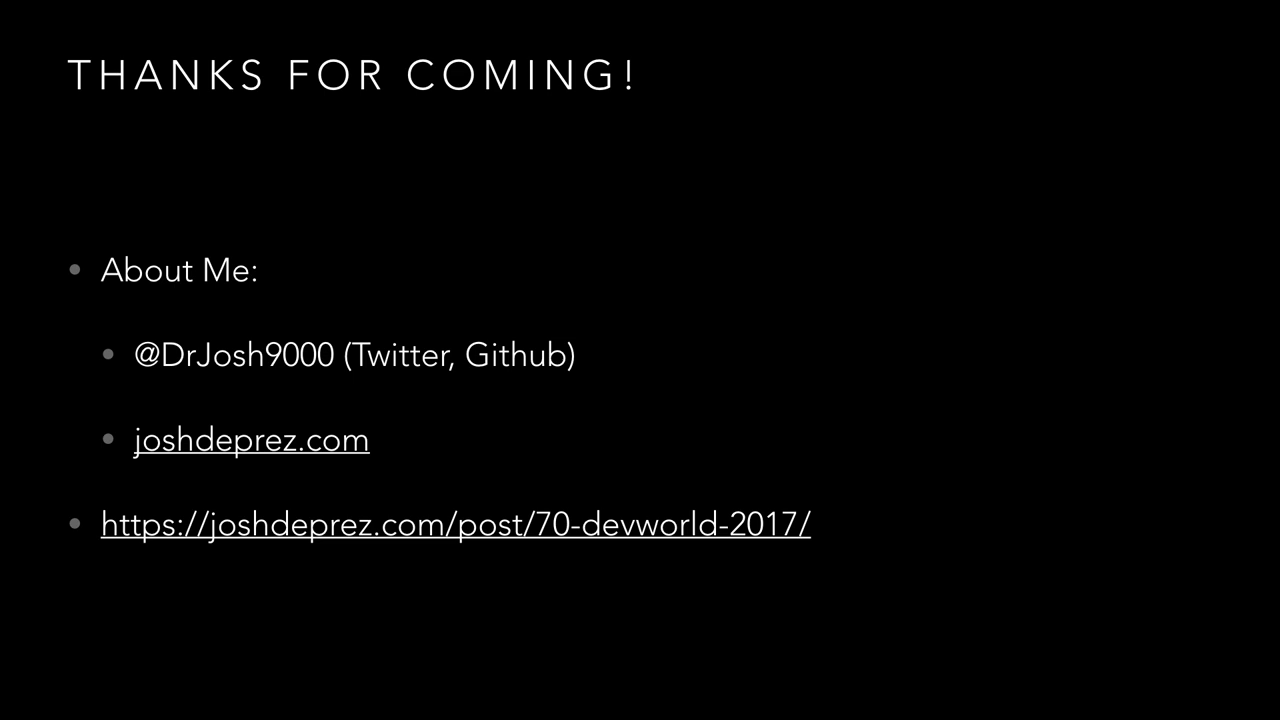 THANKS FOR COMING!
• About Me:
• @DrJosh9000 (Twitter, Github)
• joshdeprez.com
• https://joshdeprez.com/post/70-devworld-2017/